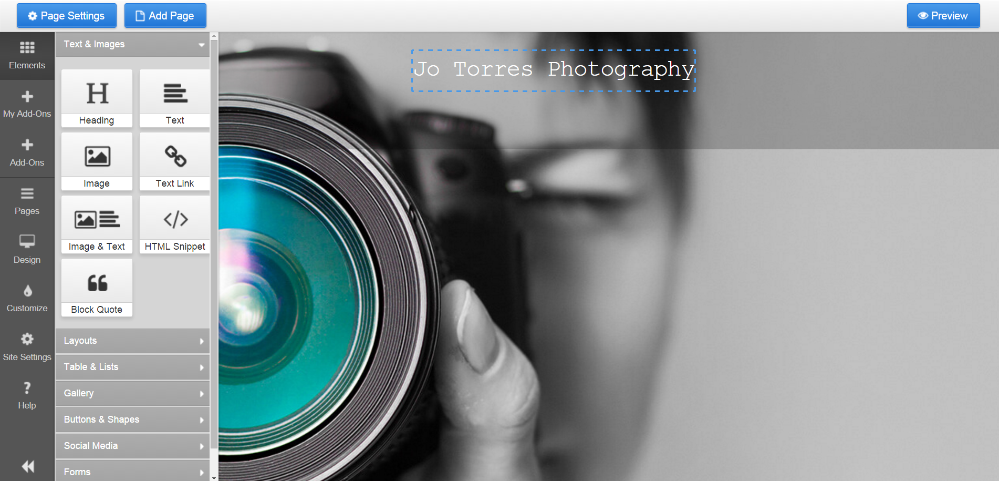 Page Settings
Add Page
Preview
Elements
My Add-Ons
Add-Ons
Pages
Design
Customize
Site Settings
Help
Text & Images
Heading
Text
Image
Text Link
Image & Text
HTML Snippet
Block Quote
Layouts
Table & Lists
Gallery
Buttons & Shapes
Social Media
Forms
Jo Torres Photography